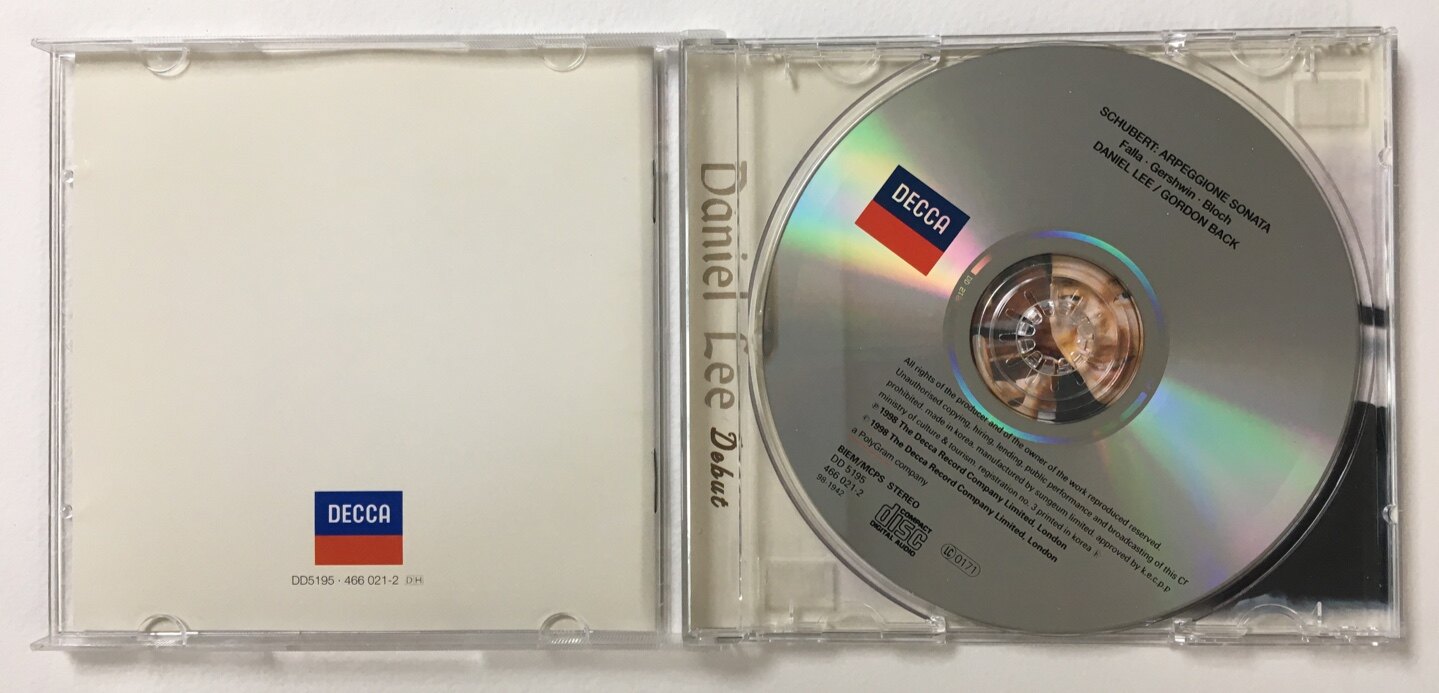 DECCA
DD5195 · 466 021-2 DH
Daniel Lee Debut
DECCA
SCHUBERT: ARPEGGIONE SONATA
Falla · Gershwin · Bloch
DANIEL LEE / GORDON BACK
All rights of the producer and of the owner of the work reproduced reserved.
Unauthorised copying, hiring, lending, public performance and broadcasting of this
prohibited. made in korea. manufactured by sungeum limited. approved by k.e.c.p.p
ministry of culture & tourism. registration no. 3 printed in korea
℗ 1998 The Decca Record Company Limited, London
© 1998 The Decca Record Company Limited, London
a PolyGram company
BIEM/MCPS STEREO
DD 5195
466 021-2
98.1942
COMPACT
disc
DIGITAL AUDIO
LC 0171